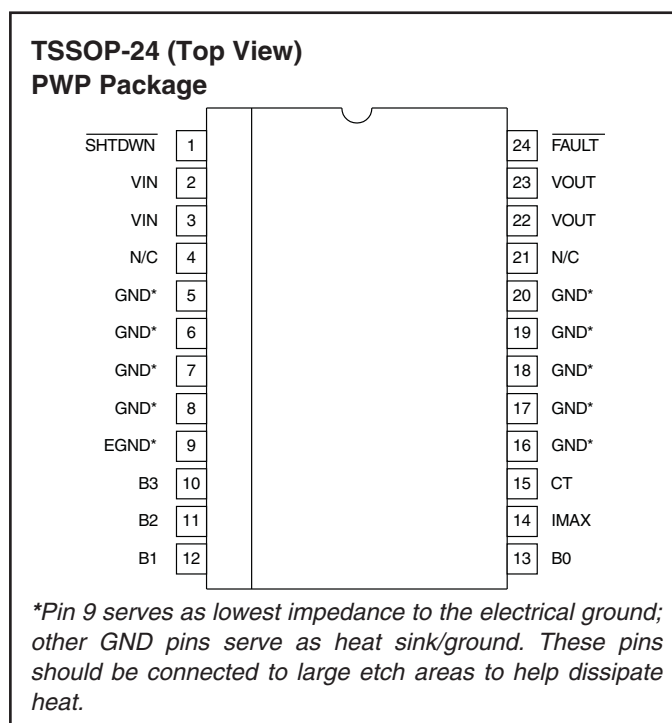 TSSOP-24 (Top View)
PWP Package
SHTDWN 1 24 FAULT
VIN 2 23 VOUT
VIN 3 22 VOUT
N/C 4 21 N/C
GND* 5 20 GND*
GND* 6 19 GND*
GND* 7 18 GND*
GND* 8 17 GND*
EGND* 9 16 GND*
B3 10 15 CT
B2 11 14 IMAX
B1 12 13 B0
*Pin 9 serves as lowest impedance to the electrical ground;
other GND pins serve as heat sink/ground. These pins
should be connected to large etch areas to help dissipate
heat.